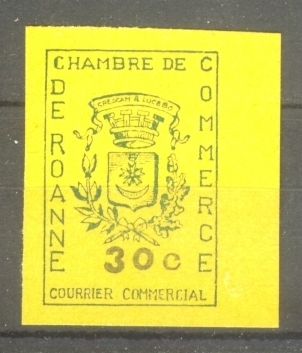 CHAMBRE DE
COMMERCE
DE ROANNE
CRESCAM & LUCEBO
30C
COURRIER COMMERCIAL